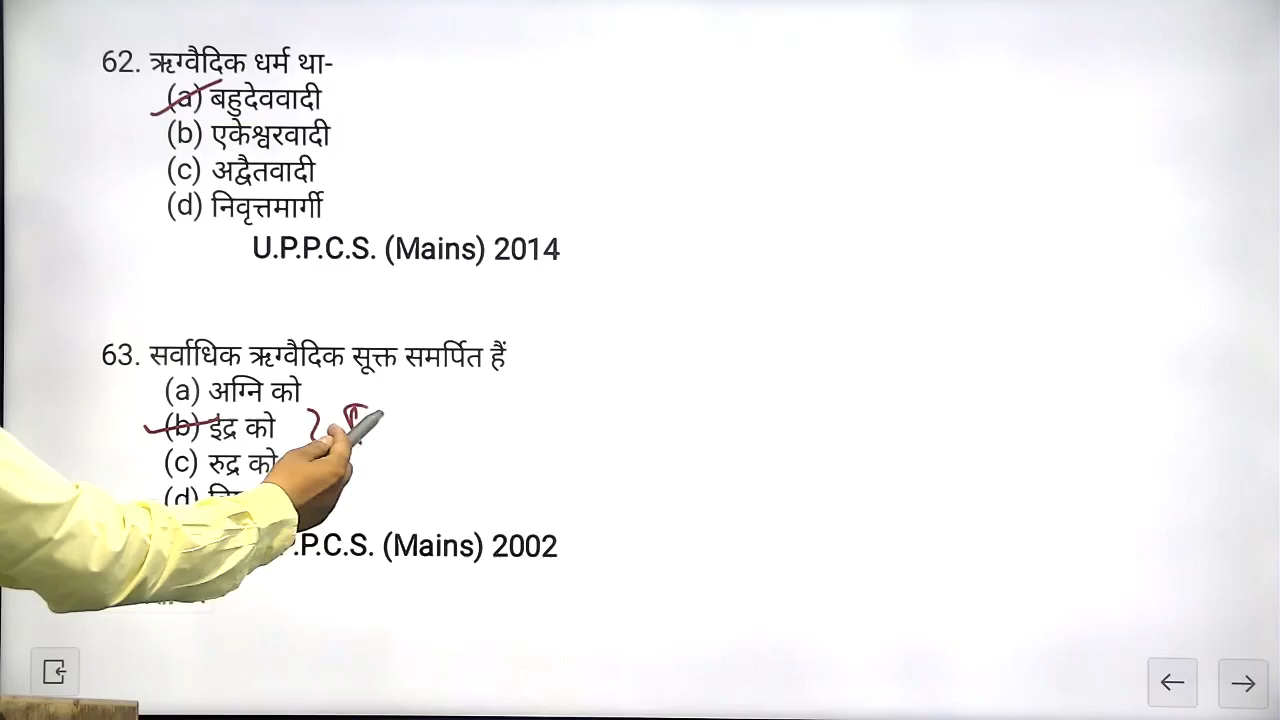 62. ऋग्वैदिक धर्म था-
(a) बहुदेववादी
(b) एकेश्वरवादी
(c) अद्वैतवादी
(d) निवृत्तमार्गी
U.P.P.C.S. (Mains) 2014
63. सर्वाधिक ऋग्वैदिक सूक्त समर्पित हैं
(a) अग्नि को
(b) इंद्र को
(c) रुद्र को
(d)
P.C.S. (Mains) 2002